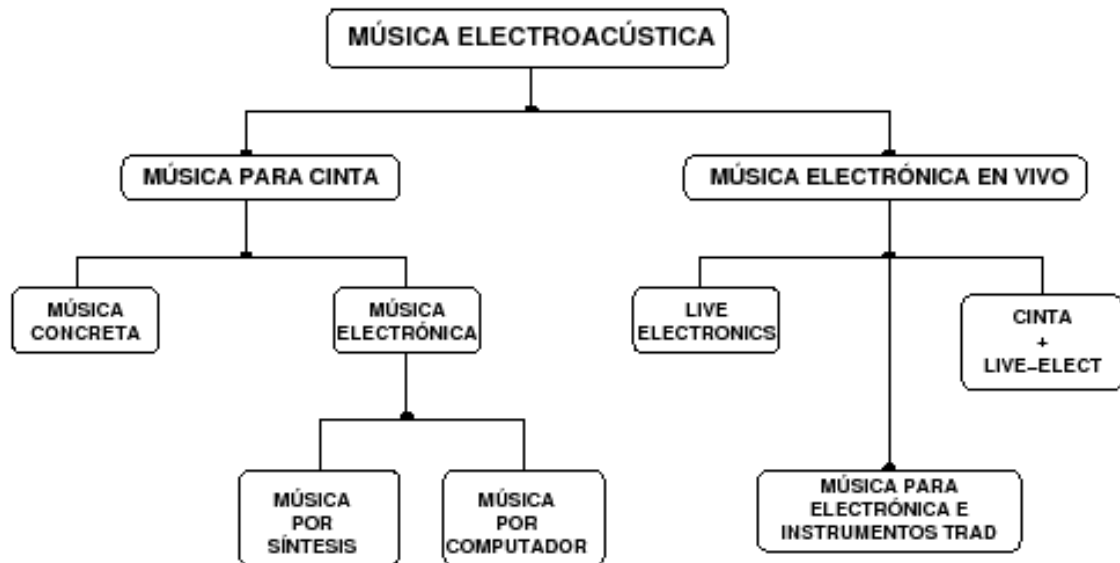 MÚSICA ELECTROACÚSTICA
MÚSICA PARA CINTA
MÚSICA ELECTRÓNICA EN VIVO
MÚSICA
CONCRETA
MÚSICA
ELECTRÓNICA
LIVE
ELECTRONICS
CINTA
+
LIVE-ELECT
MÚSICA
POR
SÍNTESIS
MÚSICA
POR
COMPUTADOR
MÚSICA PARA
ELECTRÓNICA E
INSTRUMENTOS TRAD